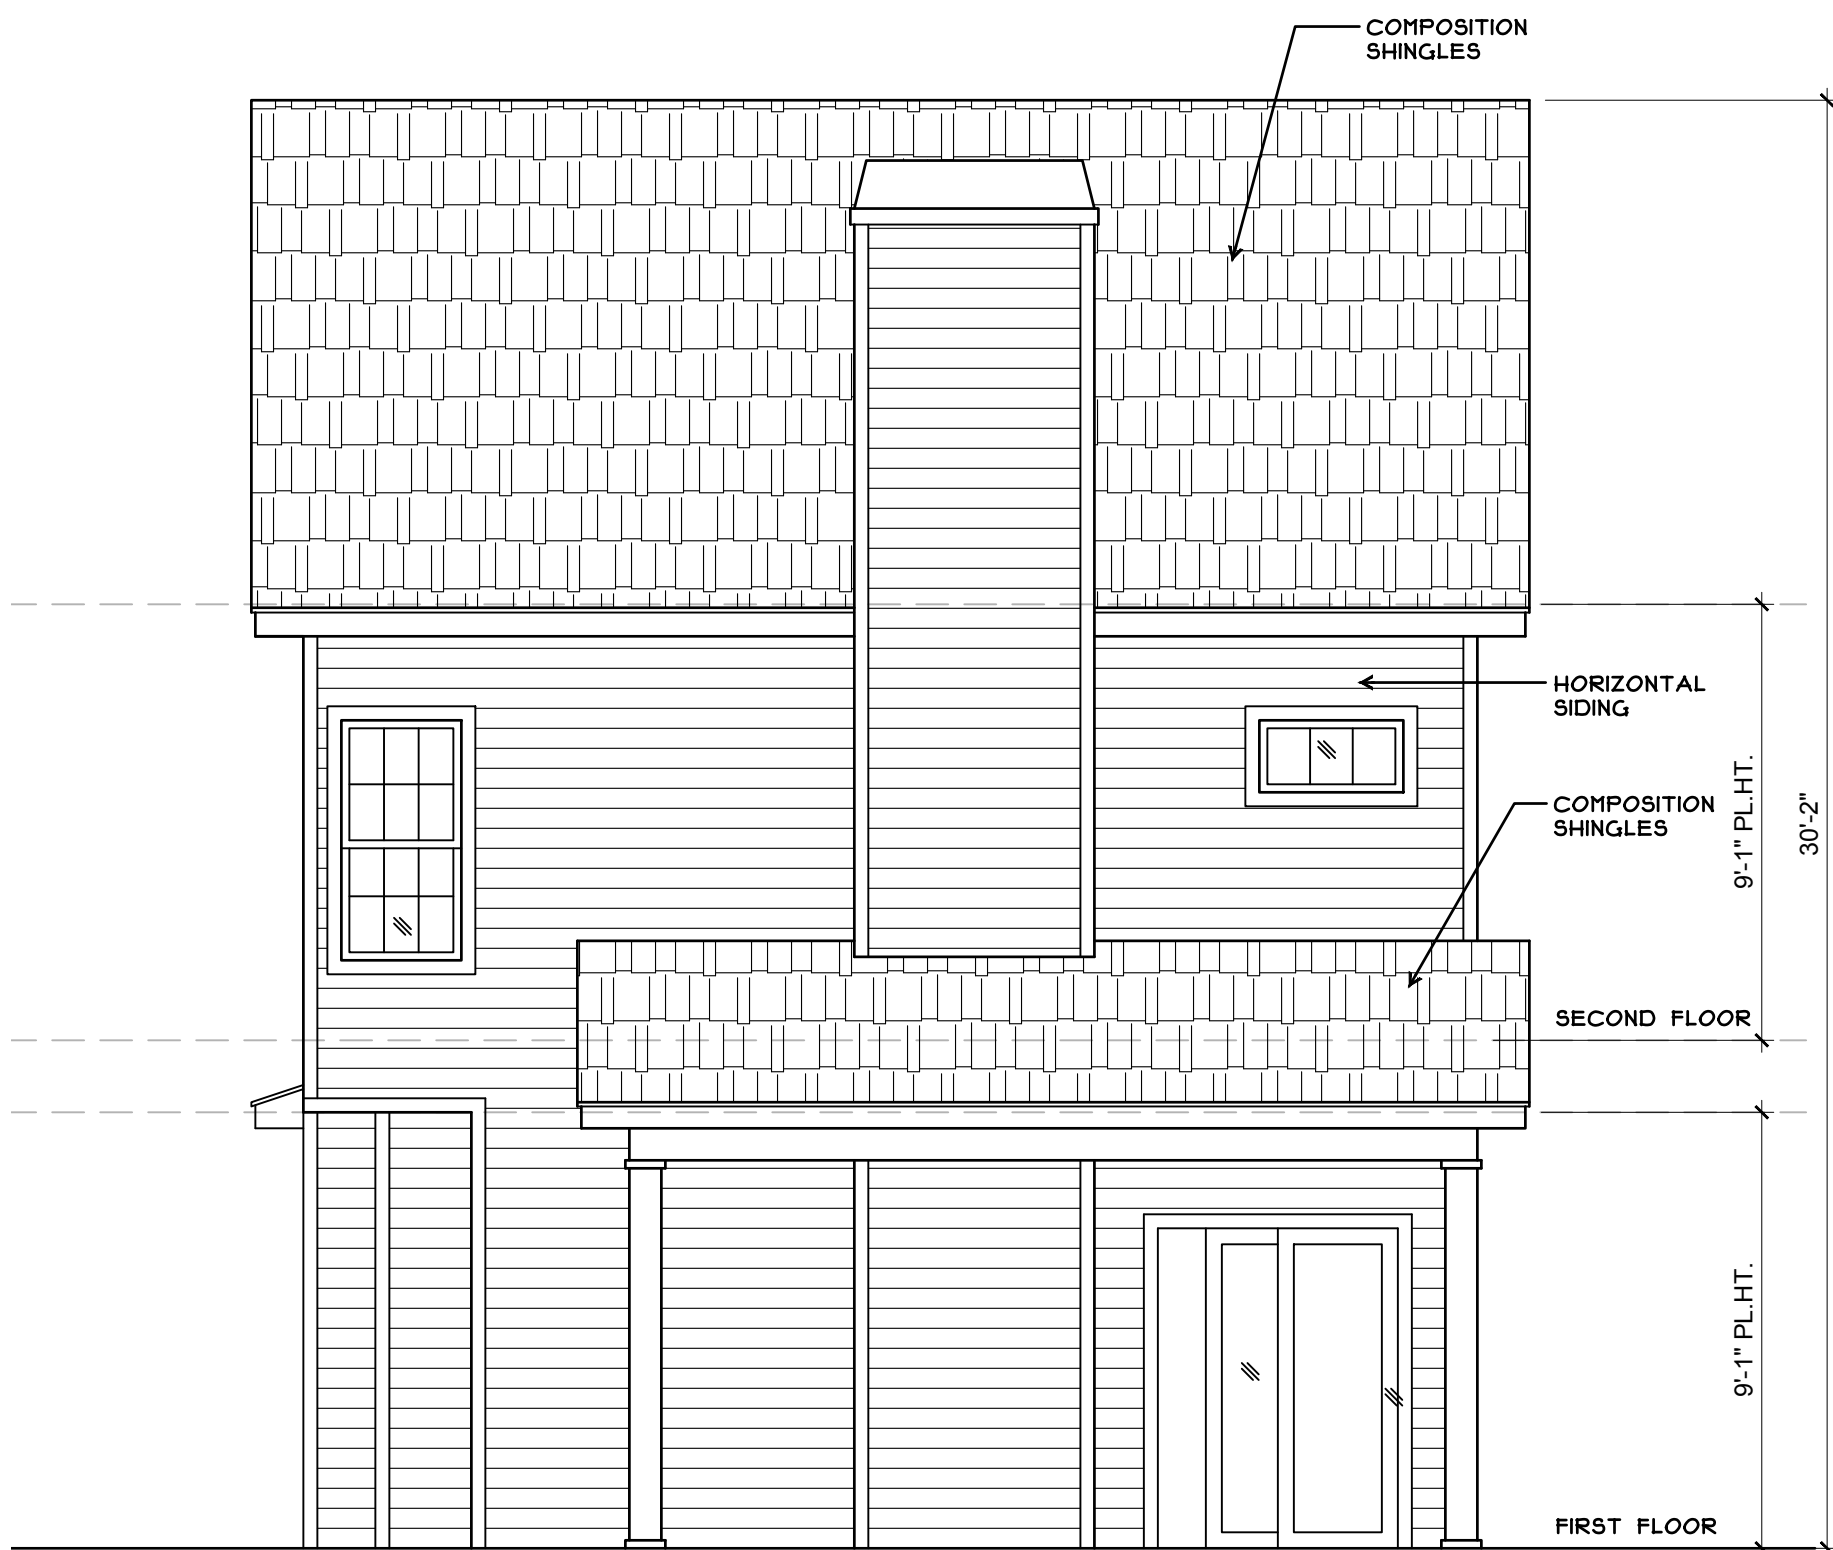 COMPOSITION
SHINGLES
HORIZONTAL
SIDING
9'-1" PL.HT.
30'-2"
COMPOSITION
SHINGLES
SECOND FLOOR
9'-1" PL.HT.
FIRST FLOOR